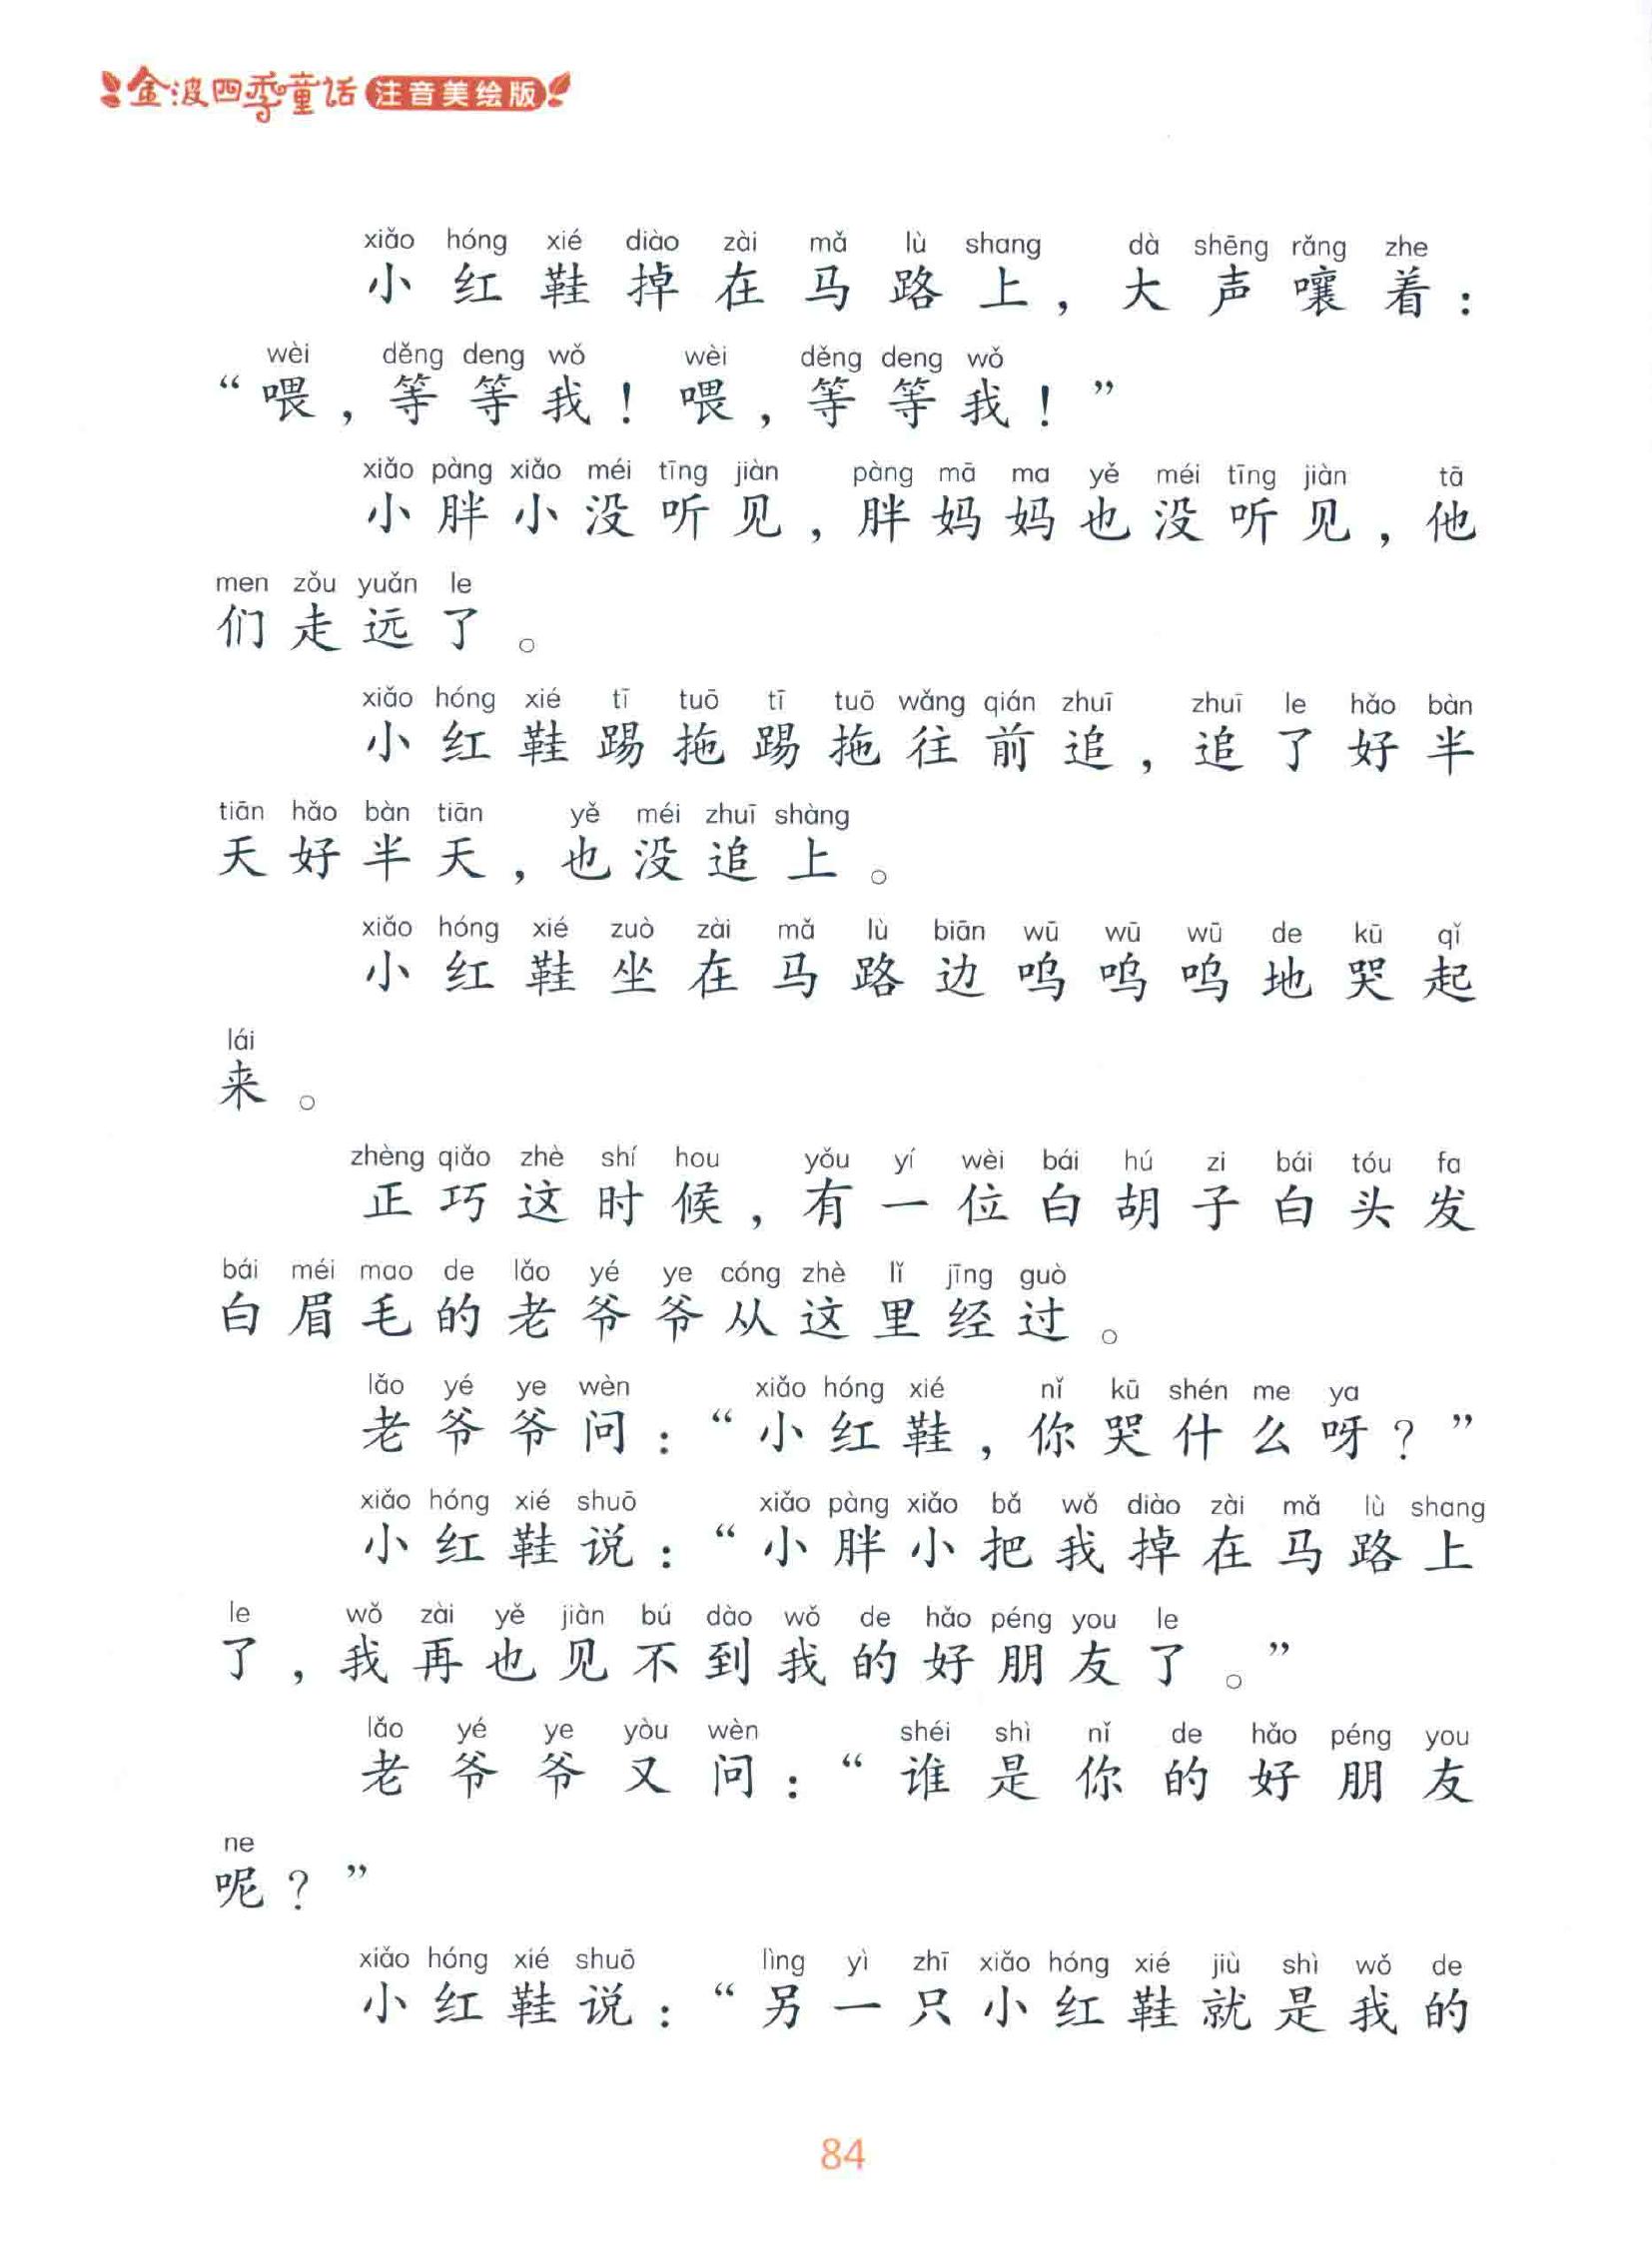 金波四季童话 注音美绘版
xiǎo hóng xié diào zài mǎ lù shang dà shēng rǎng zhe
小红鞋掉在马路上，大声嚷着：
wèi děng deng wǒ wèi děng deng wǒ
“喂，等等我！喂，等等我！”
xiǎo pàng xiǎo méi tīng jiàn pàng mā ma yě méi tīng jiàn tā
小胖小没听见，胖妈妈也没听见，他
men zǒu yuǎn le
们走远了。
xiǎo hóng xié tī tuō tī tuō wǎng qián zhuī zhuī le hǎo bàn
小红鞋踢拖踢拖往前追，追了好半
tiān hǎo bàn tiān yě méi zhuī shàng
天好半天，也没追上。
xiǎo hóng xié zuò zài mǎ lù biān wū wū wū de kū qǐ
小红鞋坐在马路边呜呜呜地哭起
lái
来。
zhèng qiǎo zhè shí hou yǒu yí wèi bái hú zi bái tóu fa
正巧这时候，有一位白胡子白头发
bái méi mao de lǎo yé ye cóng zhè lǐ jīng guò
白眉毛的老爷爷从这里经过。
lǎo yé ye wèn xiǎo hóng xié nǐ kū shén me ya
老爷爷问：“小红鞋，你哭什么呀？”
xiǎo hóng xié shuō xiǎo pàng xiǎo bǎ wǒ diào zài mǎ lù shang
小红鞋说：“小胖小把我掉在马路上
le wǒ zài yě jiàn bú dào wǒ de hǎo péng you le
了，我再也见不到我的好朋友了。”
lǎo yé ye yòu wèn shéi shì nǐ de hǎo péng you
老爷爷又问：“谁是你的好朋友
ne
呢？”
xiǎo hóng xié shuō lìng yì zhī xiǎo hóng xié jiù shì wǒ de
小红鞋说：“另一只小红鞋就是我的
84